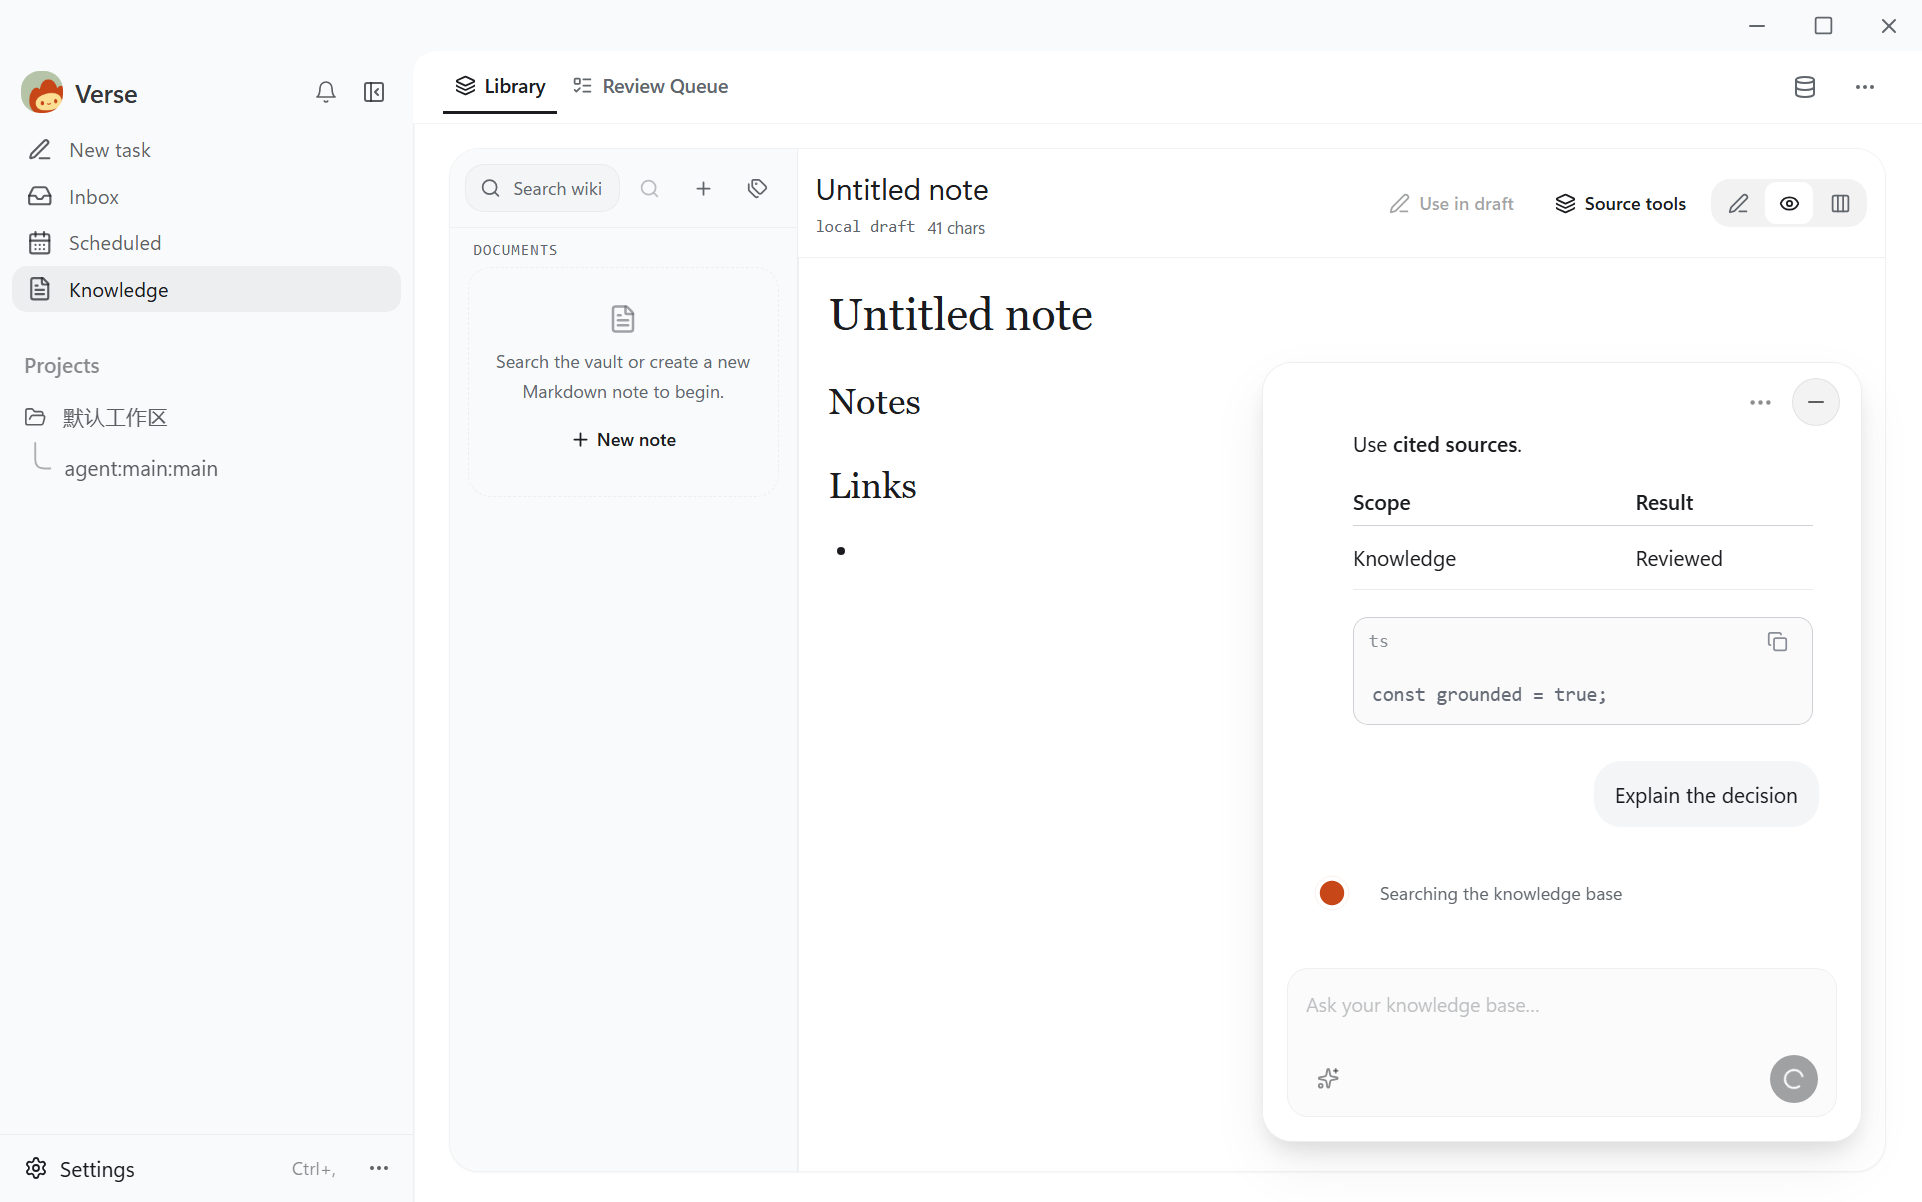 Verse
New task
Inbox
Scheduled
Knowledge
Projects
默认工作区
agent:main:main
Settings
Ctrl+,
Library
Review Queue
Search wiki
DOCUMENTS
Search the vault or create a new
Markdown note to begin.
New note
Untitled note
local draft 41 chars
Use in draft
Source tools
Untitled note
Notes
Links
Use cited sources.
Scope Result
Knowledge Reviewed
ts
const grounded = true;
Explain the decision
Searching the knowledge base
Ask your knowledge base...